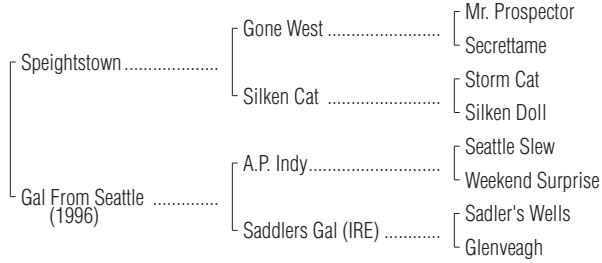 Mr. Prospector
Gone West ......................
Secrettame
Speightstown ...................
Storm Cat
Silken Cat ......................
Silken Doll
Seattle Slew
A.P. Indy..........................
Weekend Surprise
Gal From Seattle .............
(1996)
Sadler's Wells
Saddlers Gal (IRE) ............
Glenveagh